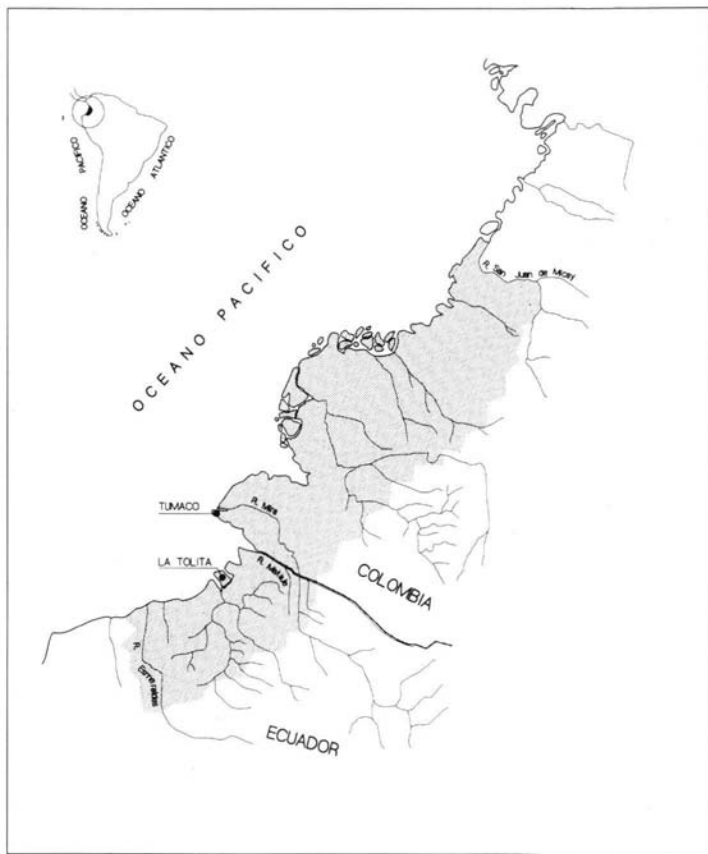 OCEANO PACIFICO
OCEANO ATLANTICO
OCEANO PACIFICO
R. San Juan de Micay
TUMACO
R. Mira
LA TOLITA
R. Mataje
COLOMBIA
R. Esmeraldas
ECUADOR